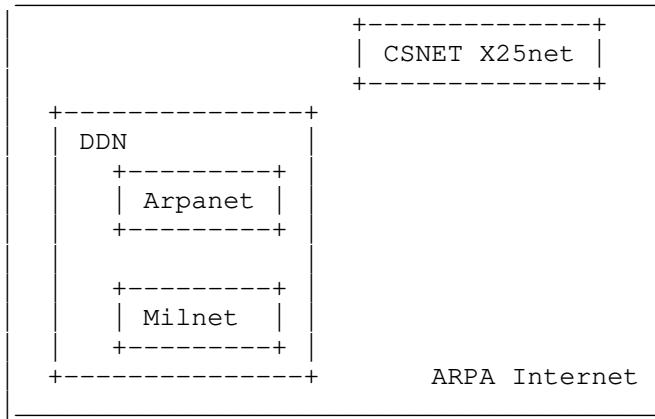 CSNET X25net
DDN
Arpanet
Milnet
ARPA Internet